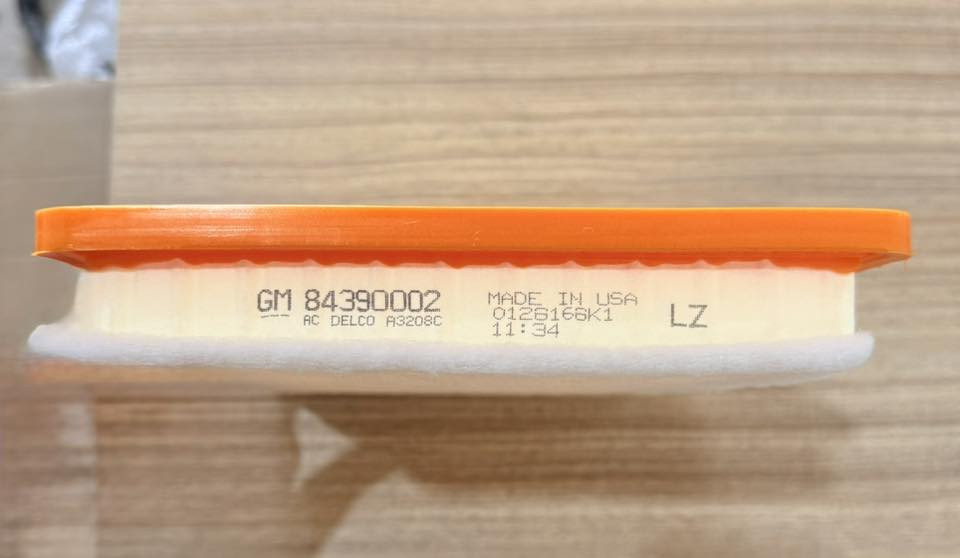 GM 84390002
AC DELCO A3208C
MADE IN USA
0126166K1
11:34
LZ